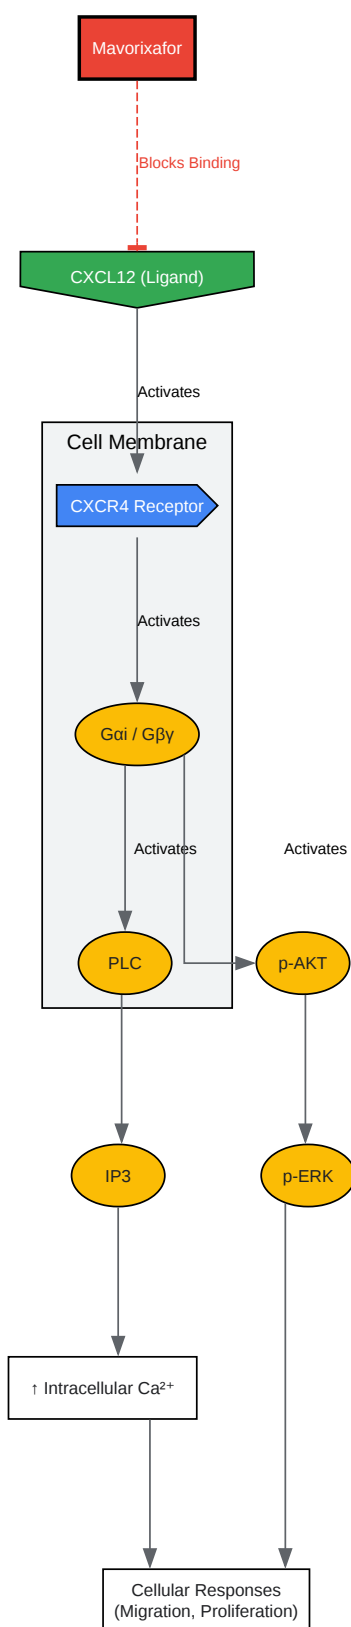 Mavorixafor
Blocks Binding
CXCL12 (Ligand)
Activates
Cell Membrane
CXCR4 Receptor
Activates
Gαi / Gβγ
Activates
Activates
PLC
p-AKT
IP3
p-ERK
↑ Intracellular Ca²⁺
Cellular Responses
(Migration, Proliferation)